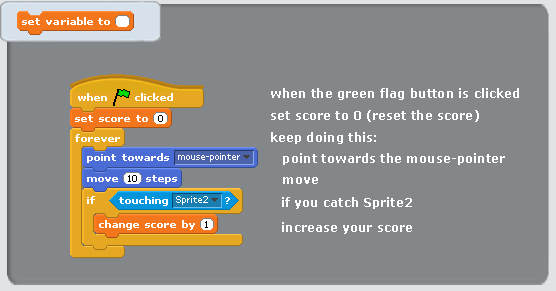 set variable to
when clicked
set score to 0
forever
point towards mouse-pointer
move 10 steps
if touching Sprite2 ?
change score by 1
when the green flag button is clicked
set score to 0 (reset the score)
keep doing this:
point towards the mouse-pointer
move
if you catch Sprite2
increase your score